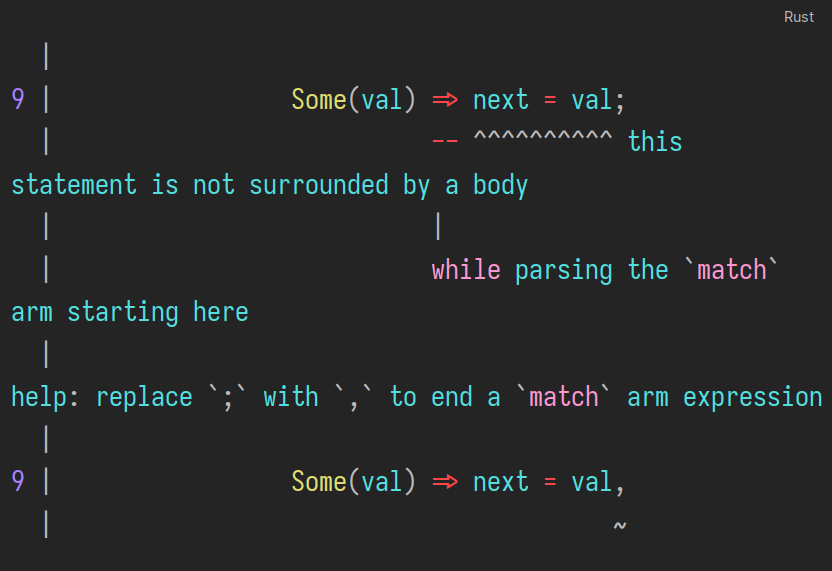 Rust
  |
9 |                 Some(val) => next = val;
  |                           -- ^^^^^^^^^^ this
statement is not surrounded by a body
  |                           |
  |                           while parsing the `match`
arm starting here
  |
help: replace `;` with `,` to end a `match` arm expression
  |
9 |                 Some(val) => next = val,
  |                                        ~